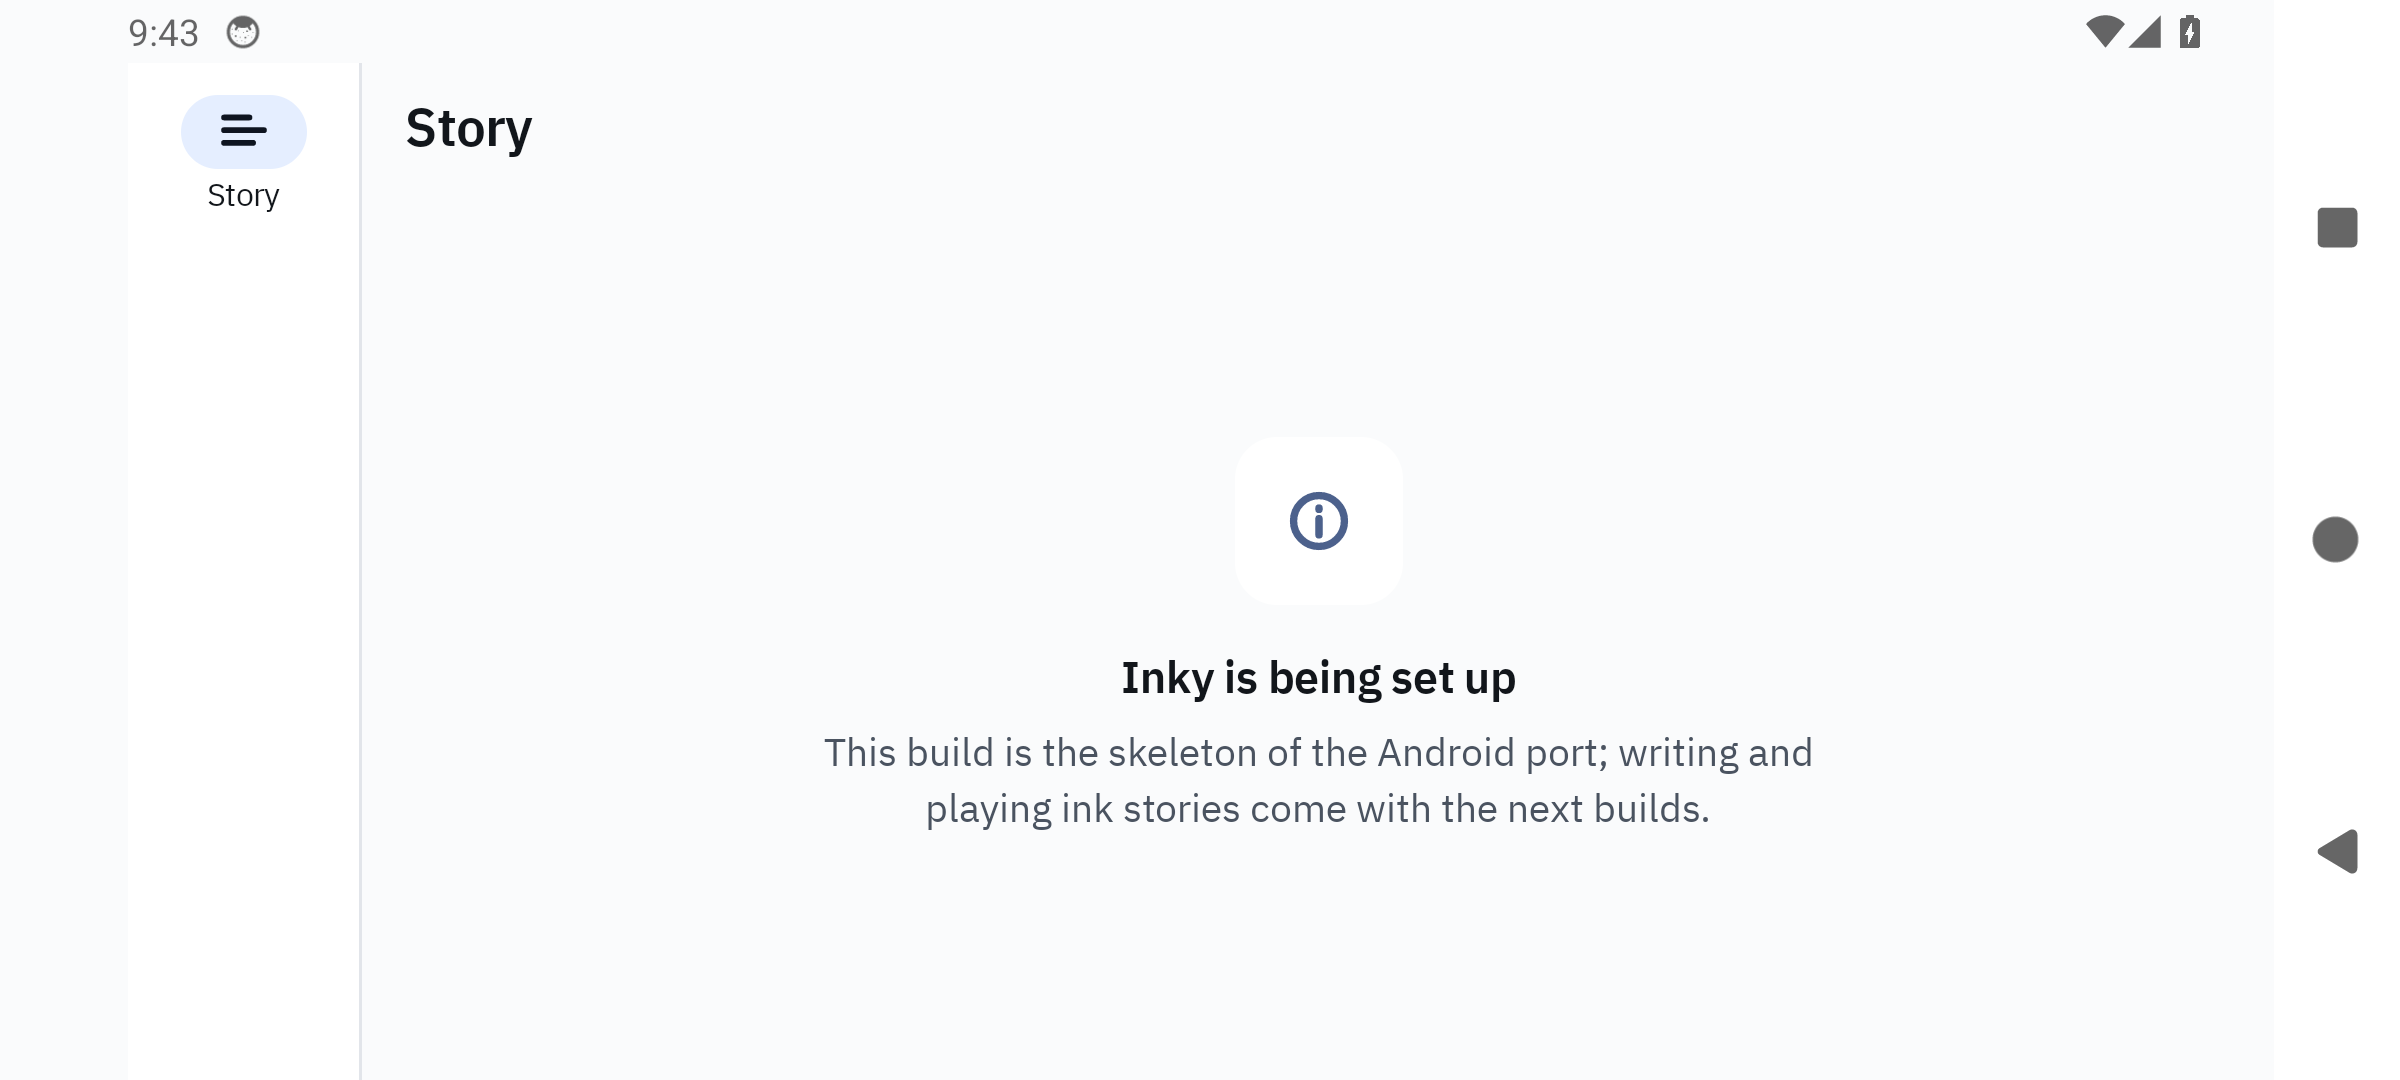 9:43
Story
Story
Inky is being set up
This build is the skeleton of the Android port; writing and
playing ink stories come with the next builds.